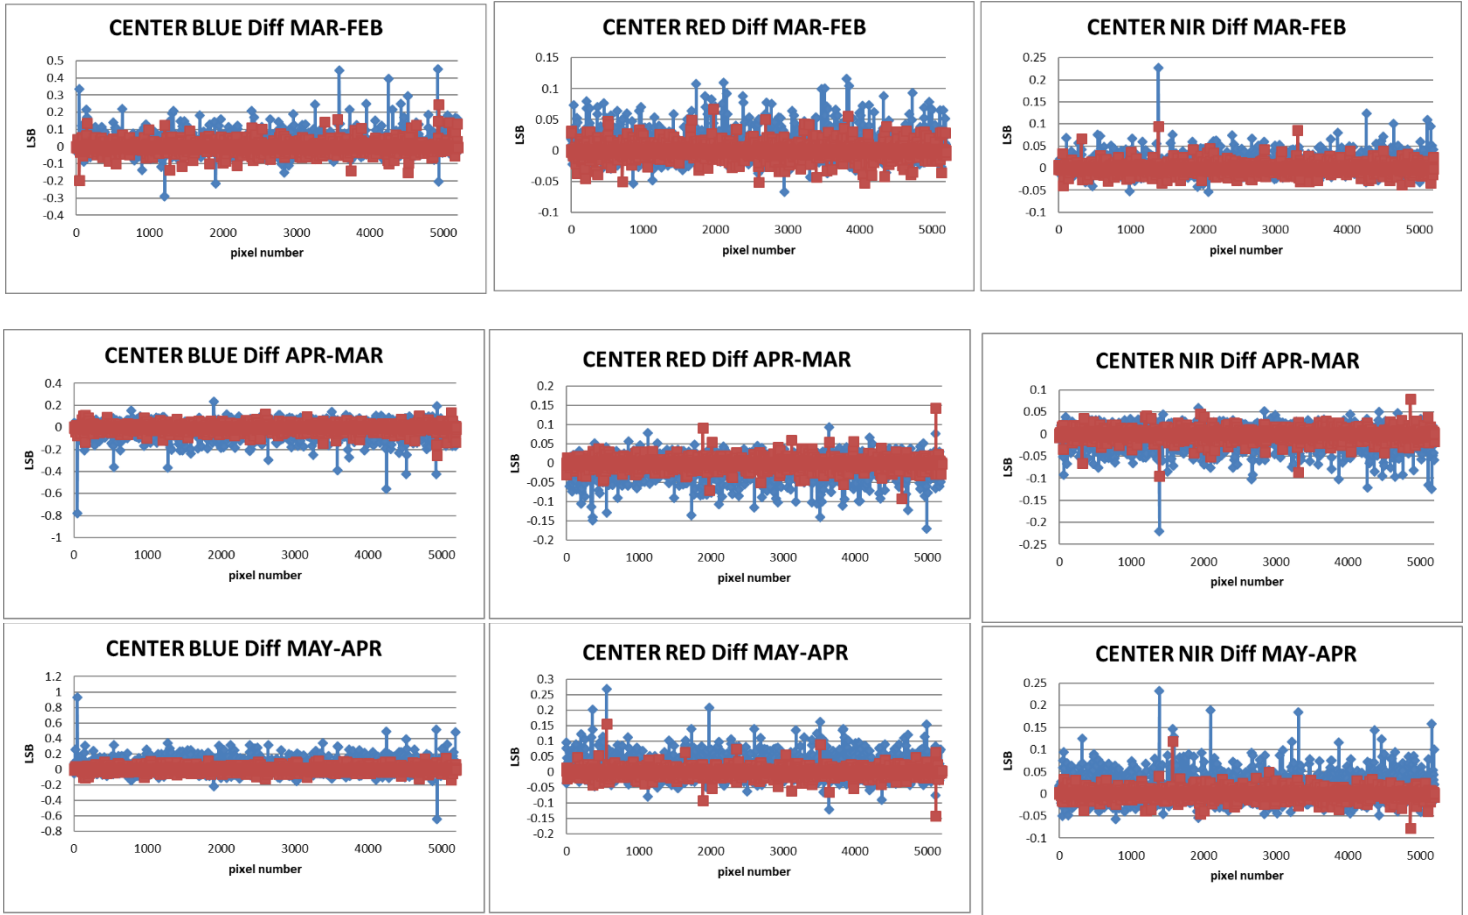 CENTER BLUE Diff MAR-FEB
0.5
0.4
0.3
0.2
0.1
0
-0.1
-0.2
-0.3
-0.4
LSB
0 1000 2000 3000 4000 5000
pixel number
CENTER RED Diff MAR-FEB
0.15
0.1
0.05
0
-0.05
-0.1
LSB
0 1000 2000 3000 4000 5000
pixel number
CENTER NIR Diff MAR-FEB
0.25
0.2
0.15
0.1
0.05
0
-0.05
-0.1
LSB
0 1000 2000 3000 4000 5000
pixel number
CENTER BLUE Diff APR-MAR
0.4
0.2
0
-0.2
-0.4
-0.6
-0.8
-1
LSB
0 1000 2000 3000 4000 5000
pixel number
CENTER RED Diff APR-MAR
0.2
0.15
0.1
0.05
0
-0.05
-0.1
-0.15
-0.2
LSB
0 1000 2000 3000 4000 5000
pixel number
CENTER NIR Diff APR-MAR
0.1
0.05
0
-0.05
-0.1
-0.15
-0.2
-0.25
LSB
0 1000 2000 3000 4000 5000
pixel number
CENTER BLUE Diff MAY-APR
1.2
1
0.8
0.6
0.4
0.2
0
-0.2
-0.4
-0.6
-0.8
LSB
0 1000 2000 3000 4000 5000
pixel number
CENTER RED Diff MAY-APR
0.3
0.25
0.2
0.15
0.1
0.05
0
-0.05
-0.1
-0.15
-0.2
LSB
0 1000 2000 3000 4000 5000
pixel number
CENTER NIR Diff MAY-APR
0.25
0.2
0.15
0.1
0.05
0
-0.05
-0.1
LSB
0 1000 2000 3000 4000 5000
pixel number